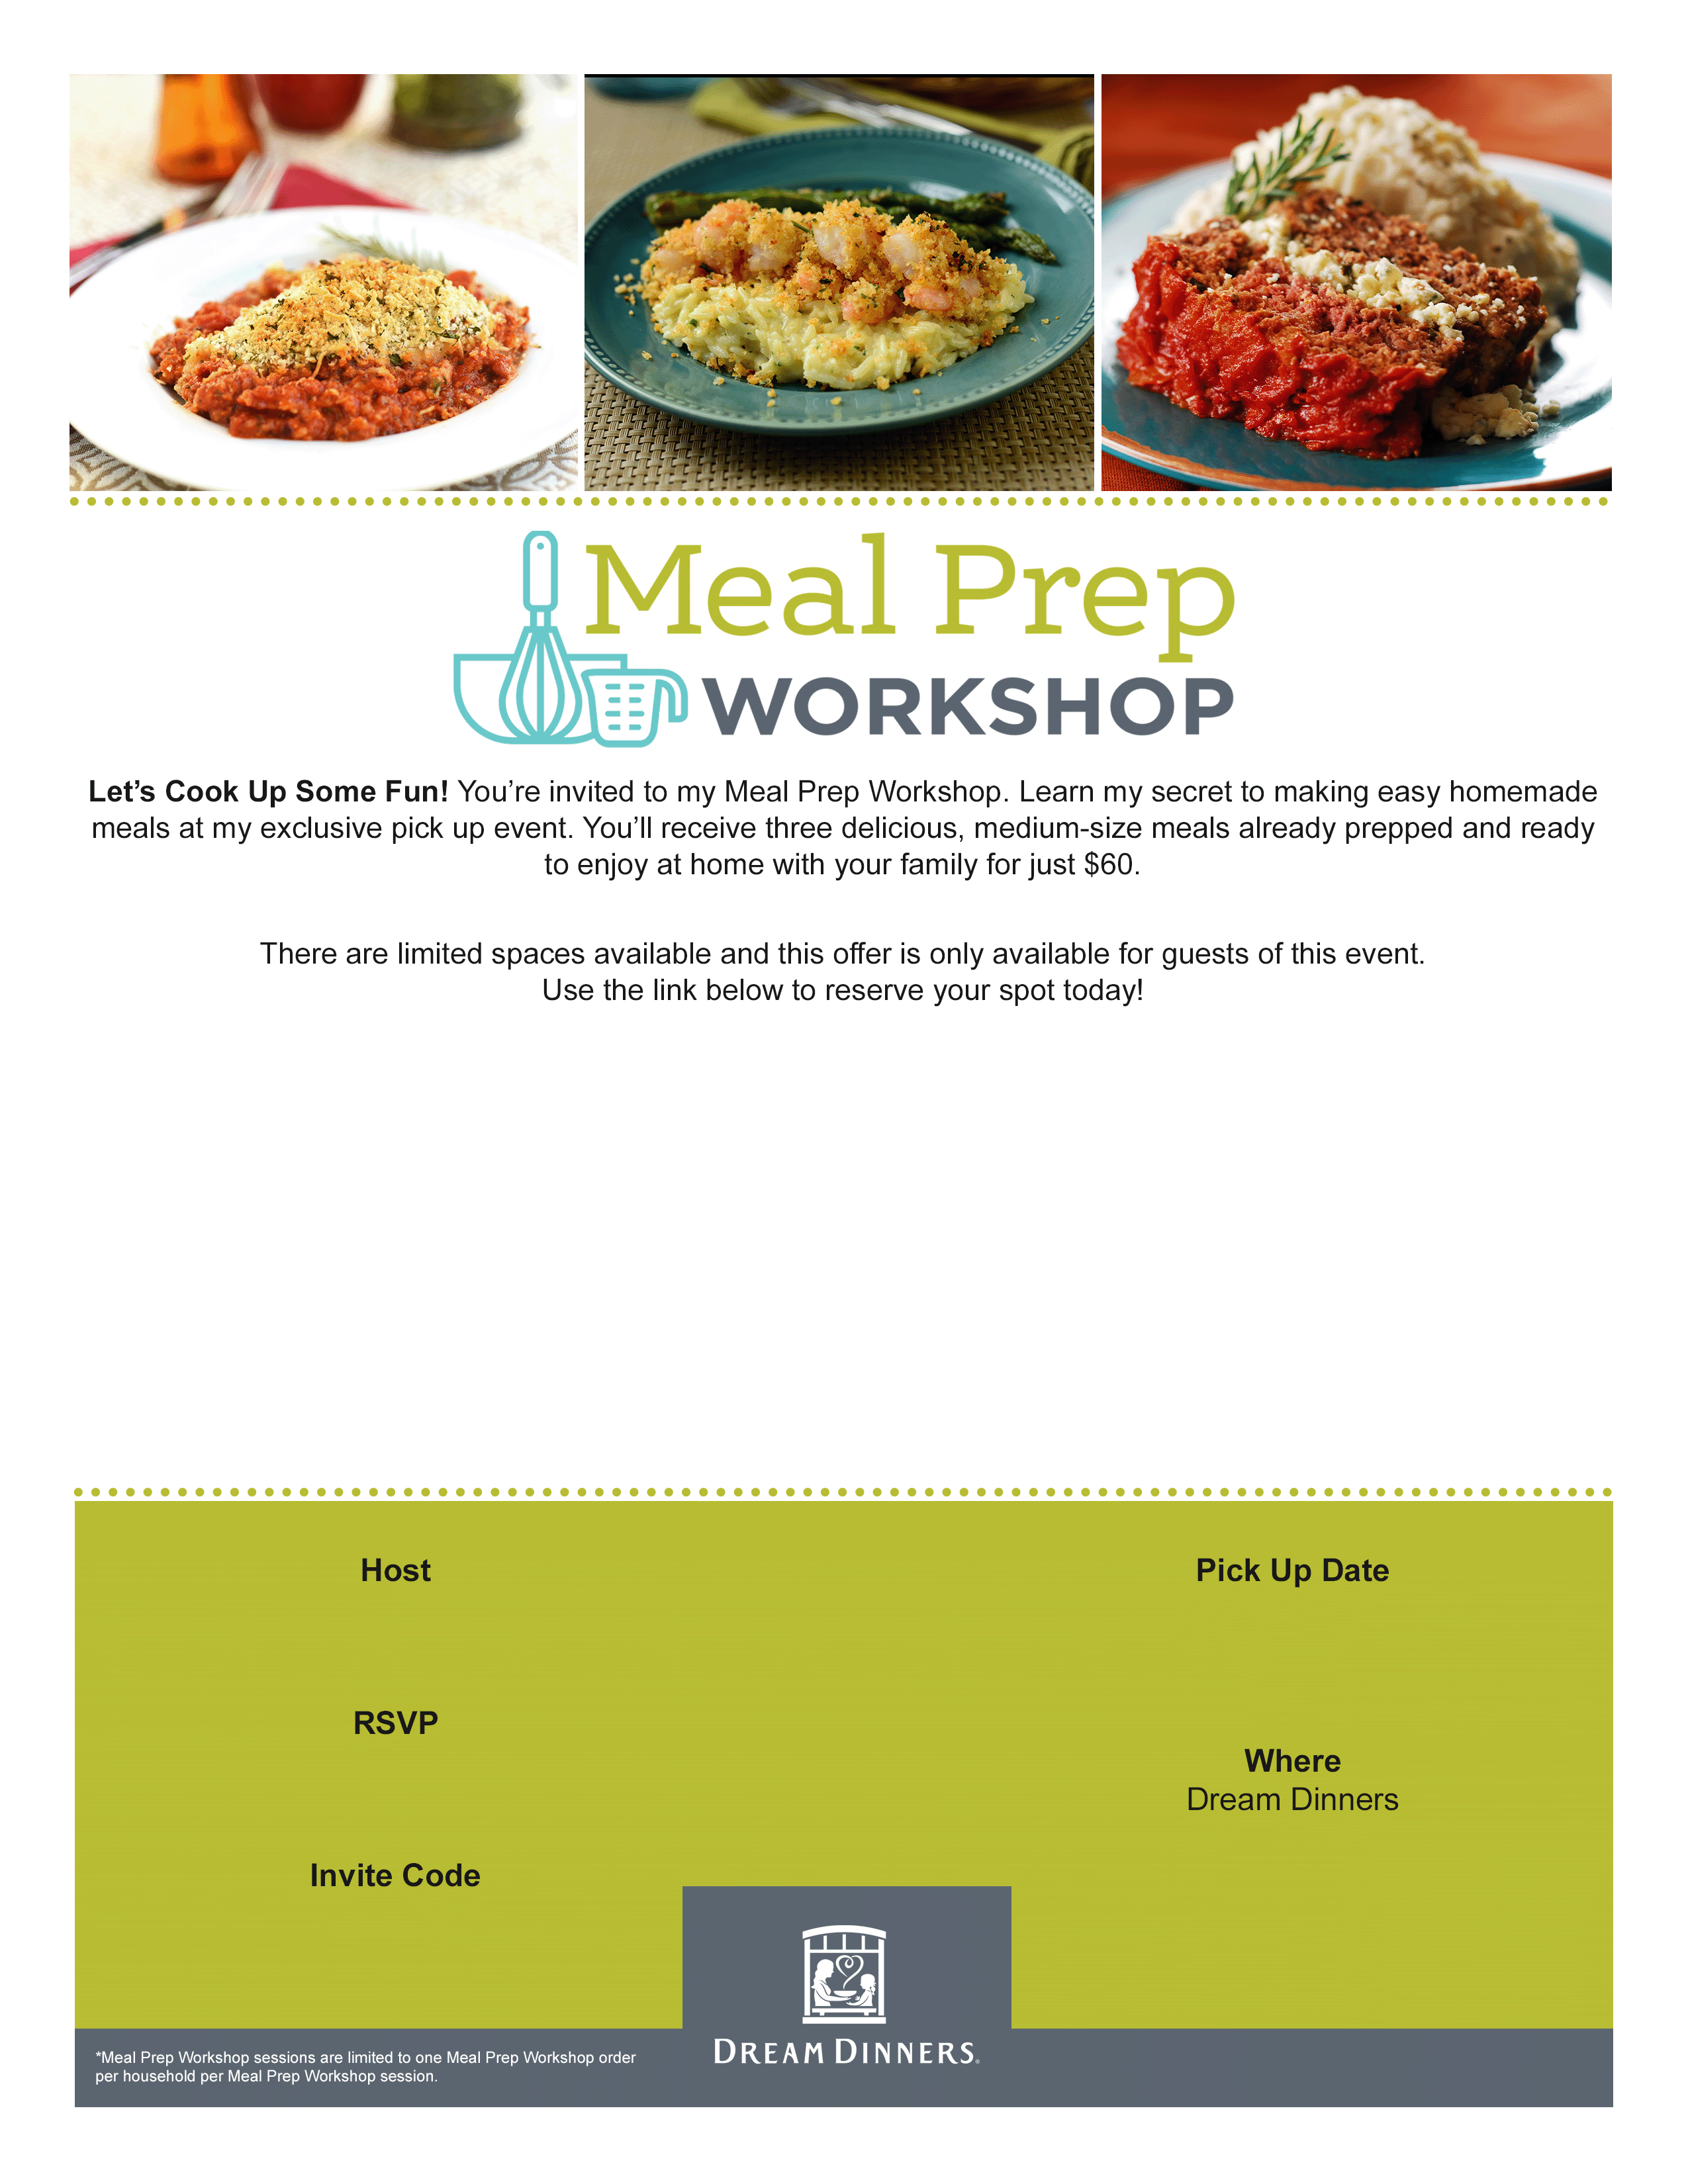 Meal Prep
WORKSHOP
Let’s Cook Up Some Fun! You’re invited to my Meal Prep Workshop. Learn my secret to making easy homemade
meals at my exclusive pick up event. You’ll receive three delicious, medium-size meals already prepped and ready
to enjoy at home with your family for just $60.
There are limited spaces available and this offer is only available for guests of this event.
Use the link below to reserve your spot today!
Host
RSVP
Invite Code
Pick Up Date
Where
Dream Dinners
DREAM DINNERS®
*Meal Prep Workshop sessions are limited to one Meal Prep Workshop order
per household per Meal Prep Workshop session.